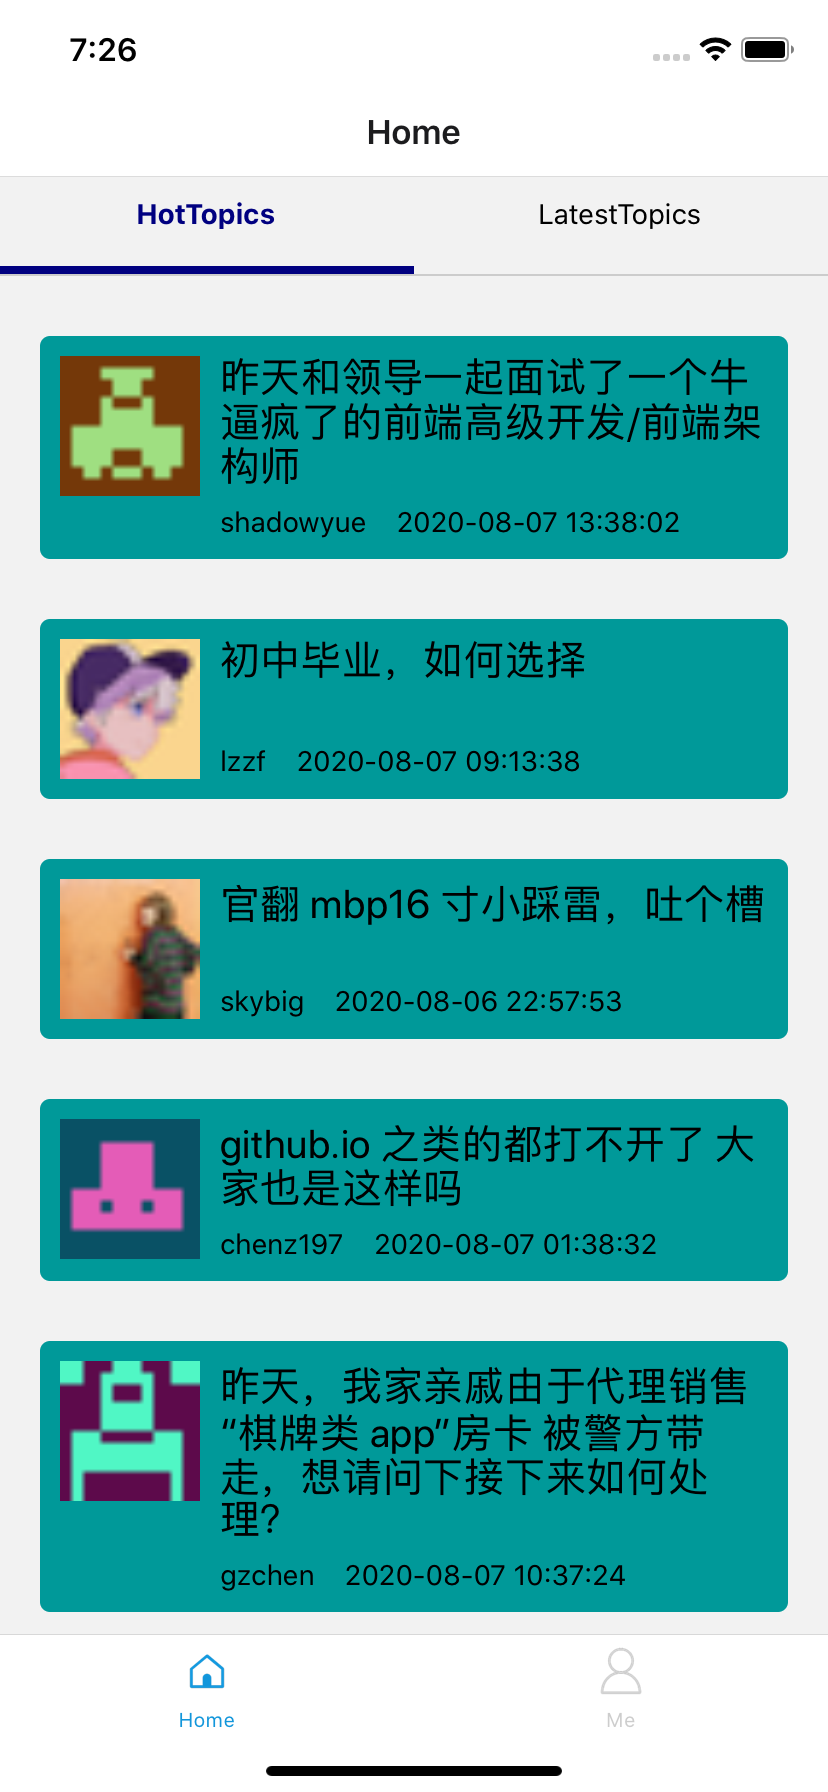 7:26
Home
HotTopics
LatestTopics
昨天和领导一起面试了一个牛
逼疯了的前端高级开发/前端架
构师
shadowyue 2020-08-07 13:38:02
初中毕业，如何选择
lzzf 2020-08-07 09:13:38
官翻 mbp16 寸小踩雷，吐个槽
skybig 2020-08-06 22:57:53
github.io 之类的都打不开了 大
家也是这样吗
chenz197 2020-08-07 01:38:32
昨天，我家亲戚由于代理销售
“棋牌类 app”房卡 被警方带
走，想请问下接下来如何处
理?
gzchen 2020-08-07 10:37:24
Home
Me